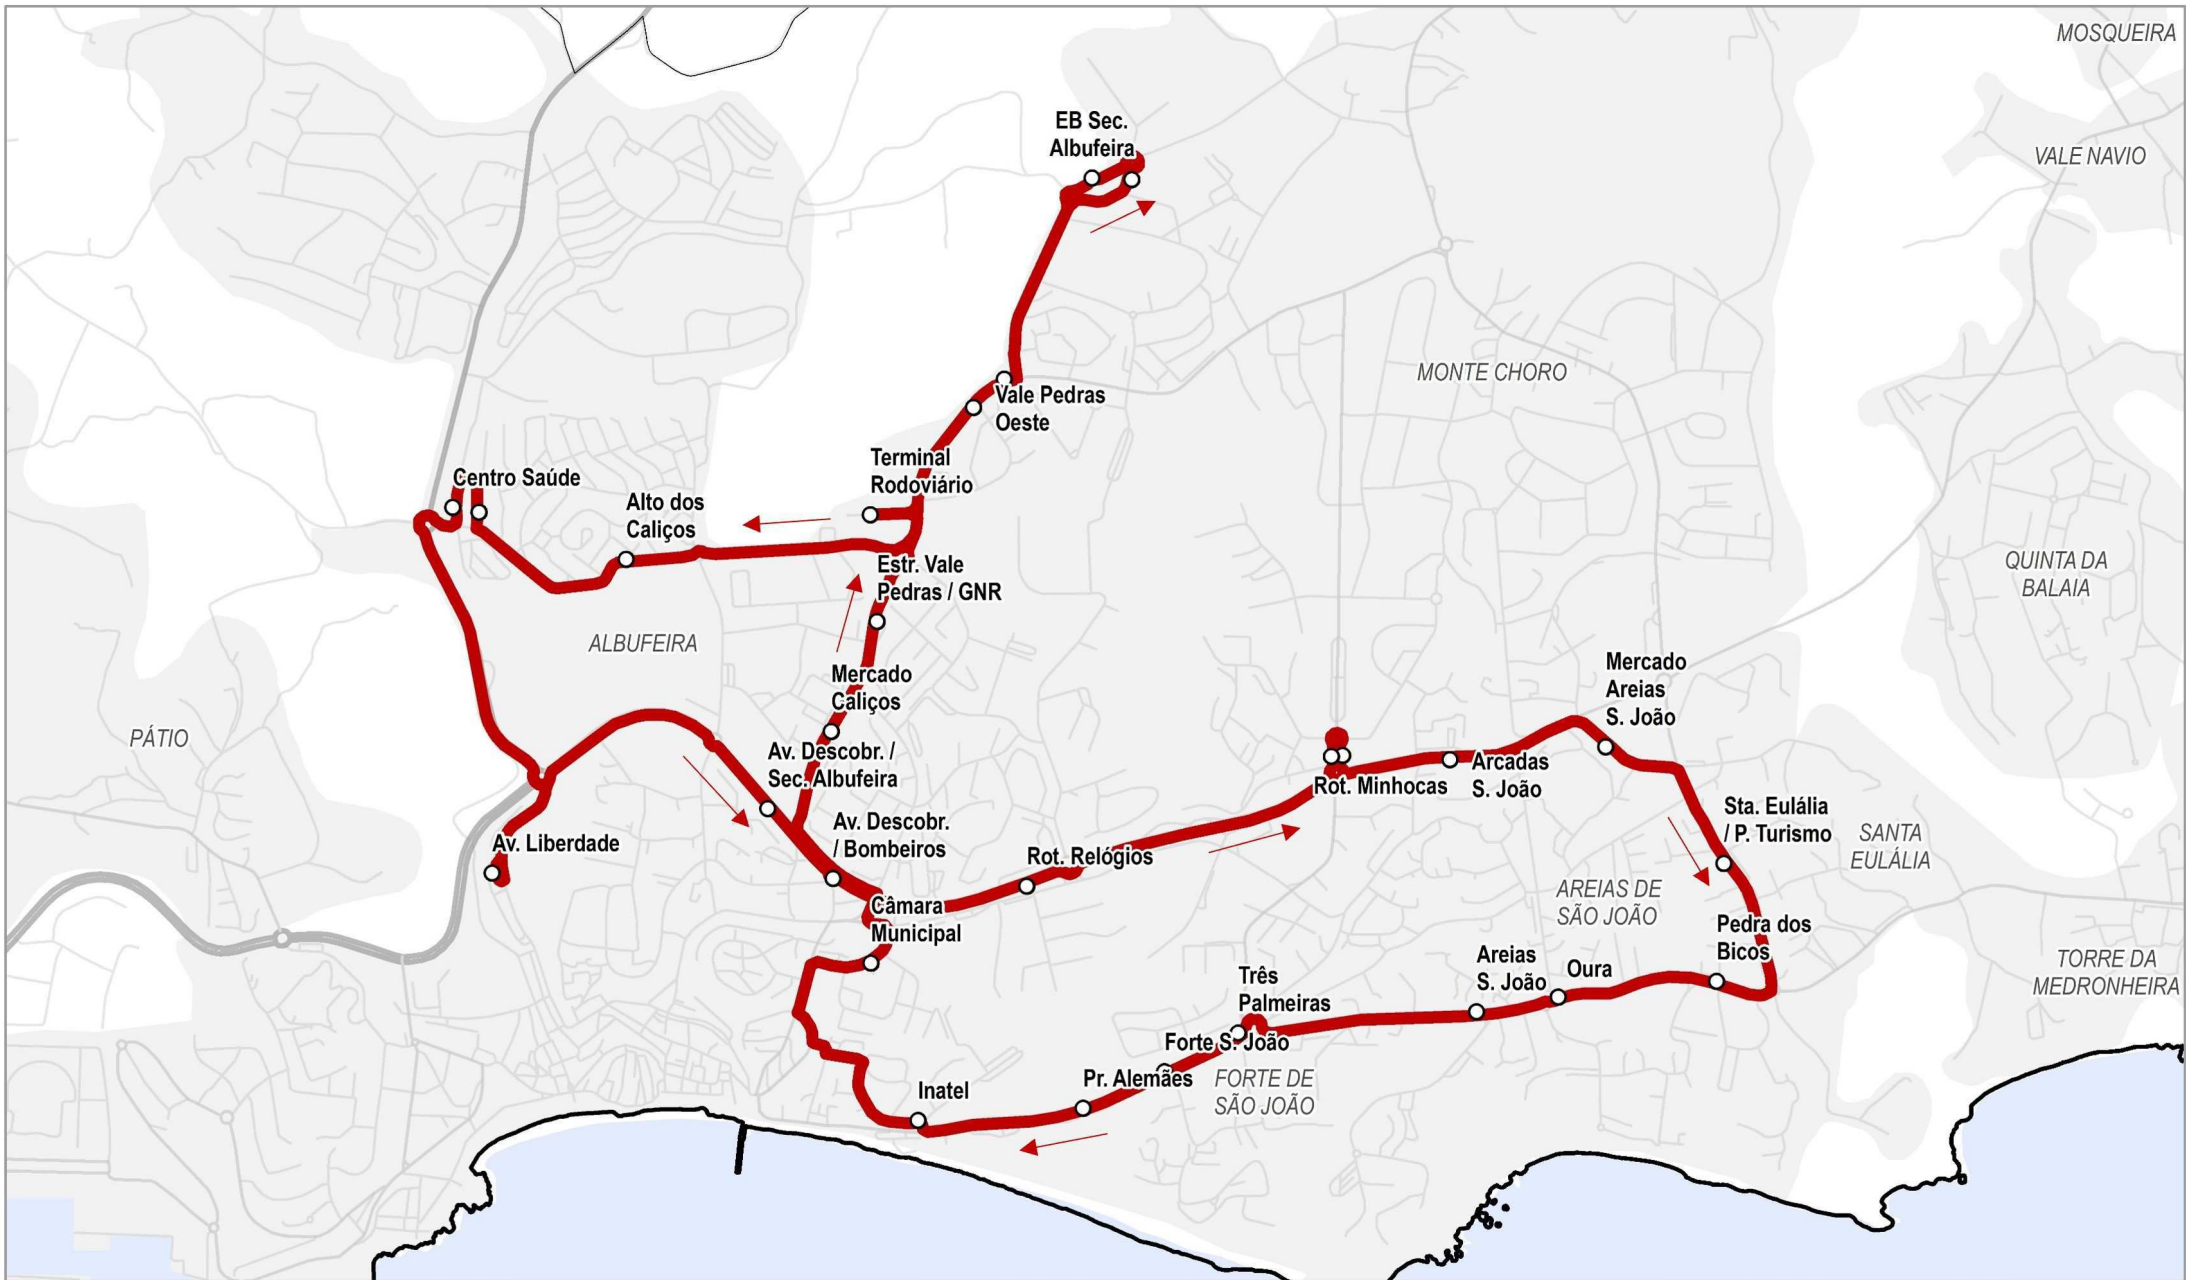 MOSQUEIRA
EB Sec.
Albufeira
VALE NAVIO
MONTE CHORO
Vale Pedras
Oeste
Terminal
Rodoviário
Centro Saúde
Alto dos
Caliços
Estr. Vale
Pedras / GNR
QUINTA DA
BALAIA
ALBUFEIRA
Mercado
Caliços
Mercado
Areias
S. João
PÁTIO
Av. Descobr. /
Sec. Albufeira
Arcadas
S. João
Rot. Minhocas
Sta. Eulália
/ P. Turismo
SANTA
EULÁLIA
Av. Descobr.
/ Bombeiros
Av. Liberdade
Rot. Relógios
AREIAS DE
SÃO JOÃO
Câmara
Municipal
Pedra dos
Bicos
Areias
S. João
Oura
TORRE DA
MEDRONHEIRA
Três
Palmeiras
Forte S. João
Pr. Alemães
FORTE DE
SÃO JOÃO
Inatel